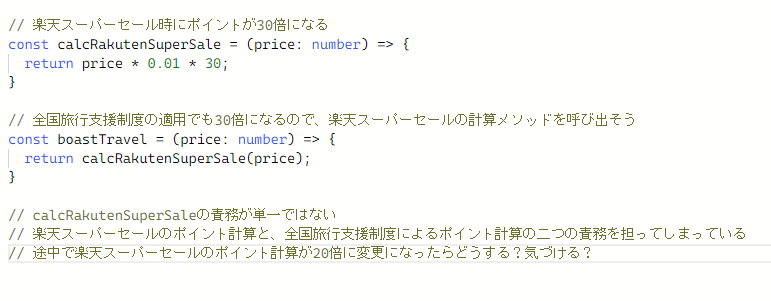 // 楽天スーパーセール時にポイントが30倍になる
const calcRakutenSuperSale = (price: number) => {
return price * 0.01 * 30;
}
// 全国旅行支援制度の適用でも30倍になるので、楽天スーパーセールの計算メソッドを呼び出そう
const boastTravel = (price: number) => {
return calcRakutenSuperSale(price);
}
// calcRakutenSuperSaleの責務が単一ではない
// 楽天スーパーセールのポイント計算と、全国旅行支援制度によるポイント計算の二つの責務を担ってしまっている
// 途中で楽天スーパーセールのポイント計算が20倍に変更になったらどうする？気づける？